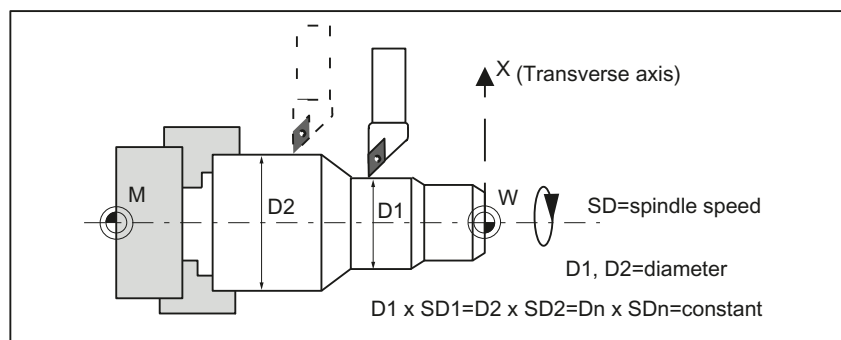 X (Transverse axis)
M
D2
D1
W
SD=spindle speed
D1, D2=diameter
D1 x SD1=D2 x SD2=Dn x SDn=constant